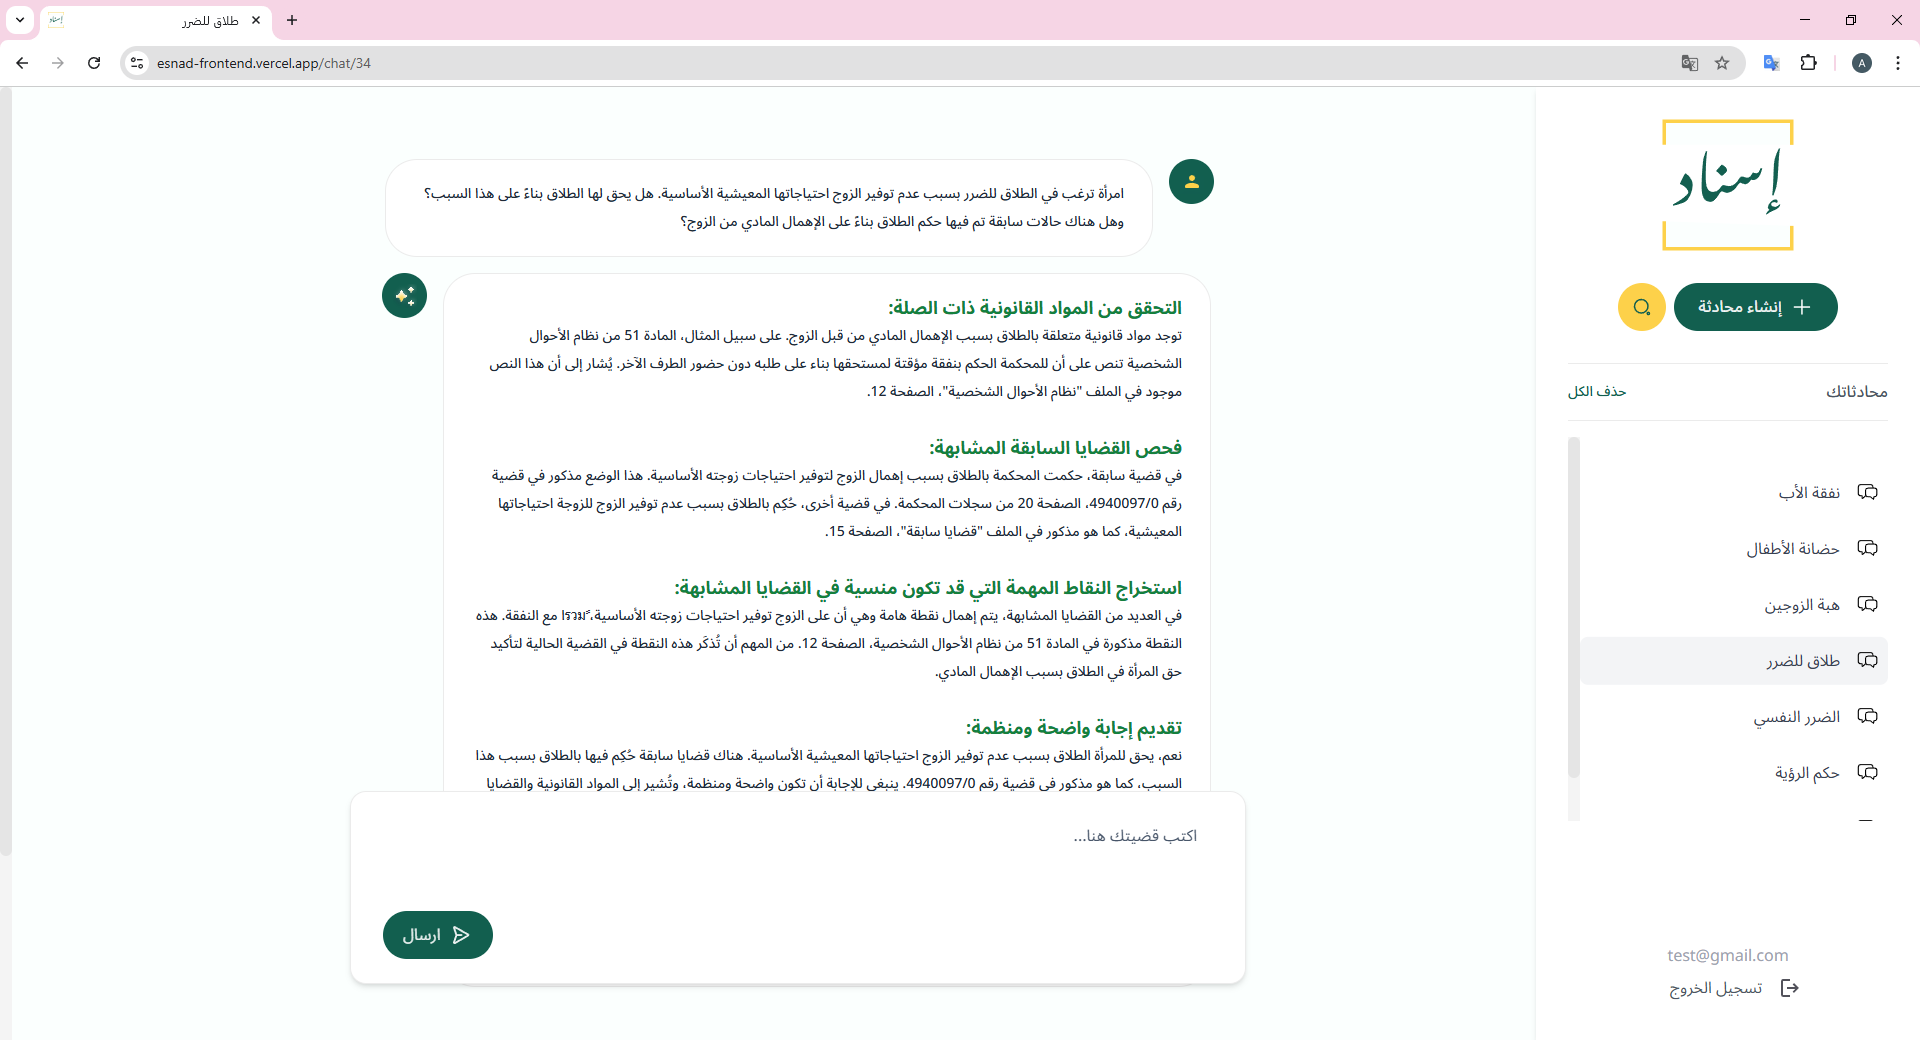 طلاق للضرر
esnad-frontend.vercel.app/chat/34
A
إسناد
إنشاء محادثة
محادثاتك
حذف الكل
نفقة الأب
حضانة الأطفال
هبة الزوجين
طلاق للضرر
الضرر النفسي
حكم الرؤية
test@gmail.com
تسجيل الخروج
امرأة ترغب في الطلاق للضرر بسبب عدم توفير الزوج احتياجاتها المعيشية الأساسية. هل يحق لها الطلاق بناءً على هذا السبب؟
وهل هناك حالات سابقة تم فيها حكم الطلاق بناءً على الإهمال المادي من الزوج؟
التحقق من المواد القانونية ذات الصلة:
توجد مواد قانونية متعلقة بالطلاق بسبب الإهمال المادي من قبل الزوج. على سبيل المثال، المادة 51 من نظام الأحوال
الشخصية تنص على أن للمحكمة الحكم بنفقة مؤقتة لمستحقها بناء على طلبه دون حضور الطرف الآخر. يُشار إلى أن هذا النص
موجود في الملف "نظام الأحوال الشخصية"، الصفحة 12.
فحص القضايا السابقة المشابهة:
في قضية سابقة، حكمت المحكمة بالطلاق بسبب إهمال الزوج لتوفير احتياجات زوجته الأساسية. هذا الوضع مذكور في قضية
رقم 4940097/0، الصفحة 20 من سجلات المحكمة. في قضية أخرى، حُكِم بالطلاق بسبب عدم توفير الزوج للزوجة احتياجاتها
المعيشية، كما هو مذكور في الملف "قضايا سابقة"، الصفحة 15.
استخراج النقاط المهمة التي قد تكون منسية في القضايا المشابهة:
في العديد من القضايا المشابهة، يتم إهمال نقطة هامة وهي أن على الزوج توفير احتياجات زوجته الأساسية، مع النفقة. هذه
النقطة مذكورة في المادة 51 من نظام الأحوال الشخصية، الصفحة 12. من المهم أن تُذكَر هذه النقطة في القضية الحالية لتأكيد
حق المرأة في الطلاق بسبب الإهمال المادي.
تقديم إجابة واضحة ومنظمة:
نعم، يحق للمرأة الطلاق بسبب عدم توفير الزوج احتياجاتها المعيشية الأساسية. هناك قضايا سابقة حُكِم فيها بالطلاق بسبب هذا
السبب، كما هو مذكور في قضية رقم 4940097/0. ينبغي للإجابة أن تكون واضحة ومنظمة، وتُشير إلى المواد القانونية والقضايا
اكتب قضيتك هنا...
ارسال